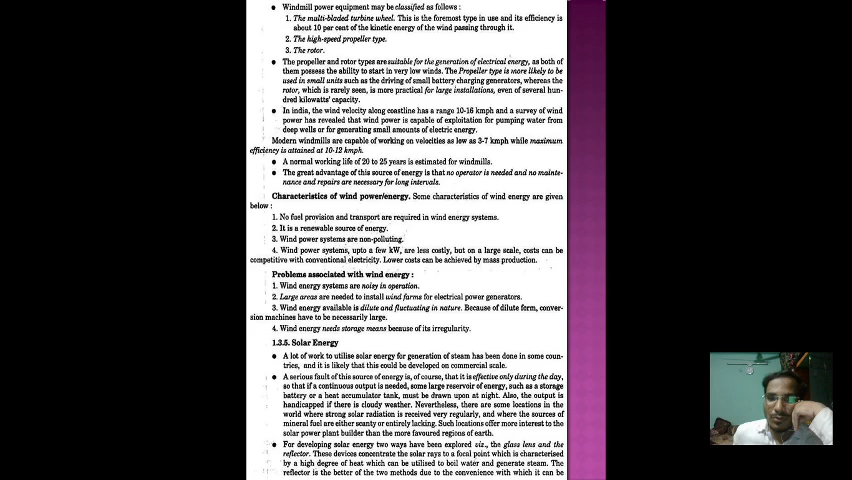 ● Windmill power equipment may be classified as follows :
1. The malti-bladed turbine wheel. This is the foremost type in use and its efficiency is
about 10 per cent of the kinetic energy of the wind passing through it.
2. The high-speed propeller type.
3. The rotor.
● The propeller and rotor types are suitable for the generation of electrical energy, as both of
them possess the ability to start in very low winds. The Propeller type is more likely to be
used in small units such as the driving of small battery charging generators, whereas the
rotor, which is rarely seen, is more practical for large installations, even of several hun-
dred kilowatts' capacity.
● In india, the wind velocity along coastline has a range 10-16 kmph and a survey of wind
power has revealed that wind power is capable of exploitation for pumping water from
deep wells or for generating small amounts of electric energy.
Modern windmills are capable of working on velocities as low as 3-7 kmph while maximum
efficiency is attained at 10-12 kmph.
● A normal working life of 20 to 25 years is estimated for windmills.
● The great advantage of this source of energy is that no operator is needed and no mainte-
nance and repairs are necessary for long intervals.
Characteristics of wind power/energy. Some characteristics of wind energy are given
below :
1. No fuel provision and transport are required in wind energy systems.
2. It is a renewable source of energy.
3. Wind power systems are non-polluting.
4. Wind power systems, upto a few kW, are less costly, but on a large scale, costs can be
competitive with conventional electricity. Lower costs can be achieved by mass production.
Problems associated with wind energy :
1. Wind energy systems are noisy in operation.
2. Large areas are needed to install wind farms for electrical power generators.
3. Wind energy available is dilute and fluctuating in nature. Because of dilute form, conver-
sion machines have to be necessarily large.
4. Wind energy needs storage means because of its irregularity.
1.3.5. Solar Energy
● A lot of work to utilise solar energy for generation of steam has been done in some coun-
tries, and it is likely that this could be developed on commercial scale.
● A serious fault of this source of energy is, of course, that it is effective only during the day,
so that if a continuous output is needed, some large reservoir of energy, such as a storage
battery or a heat accumulator tank, must be drawn upon at night. Also, the output is
handicapped if there is cloudy weather. Nevertheless, there are some locations in the
world where strong solar radiation is received very regularly, and where the sources of
mineral fuel are either scanty or entirely lacking. Such locations offer more interest to the
solar power plant builder than the more favoured regions of earth.
● For developing solar energy two ways have been explored viz., the glass lens and the
reflector. These devices concentrate the solar rays to a focal point which is characterised
by a high degree of heat which can be utilised to boil water and generate steam. The
reflector is the better of the two methods due to the convenience with which it can be